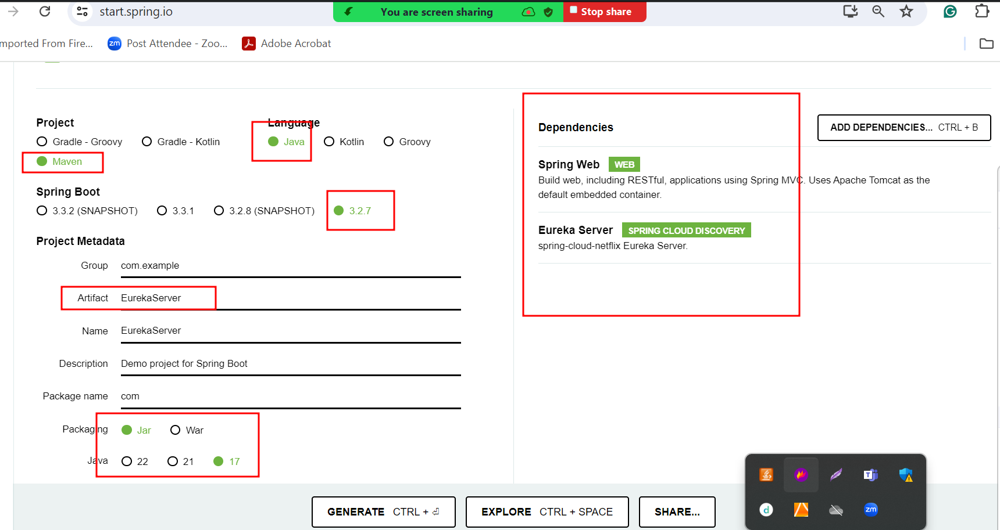 start.spring.io
You are screen sharing
Stop share
mported From Fire...
zm Post Attendee - Zoo...
Adobe Acrobat
Project
Gradle - Groovy
Gradle - Kotlin
Maven
Language
Java
Kotlin
Groovy
Spring Boot
3.3.2 (SNAPSHOT)
3.3.1
3.2.8 (SNAPSHOT)
3.2.7
Project Metadata
Group com.example
Artifact EurekaServer
Name EurekaServer
Description Demo project for Spring Boot
Package name com
Packaging Jar War
Java 22 21 17
Dependencies
ADD DEPENDENCIES... CTRL + B
Spring Web WEB
Build web, including RESTful, applications using Spring MVC. Uses Apache Tomcat as the
default embedded container.
Eureka Server SPRING CLOUD DISCOVERY
spring-cloud-netflix Eureka Server.
GENERATE CTRL + ⏎
EXPLORE CTRL + SPACE
SHARE...
T
d
zm